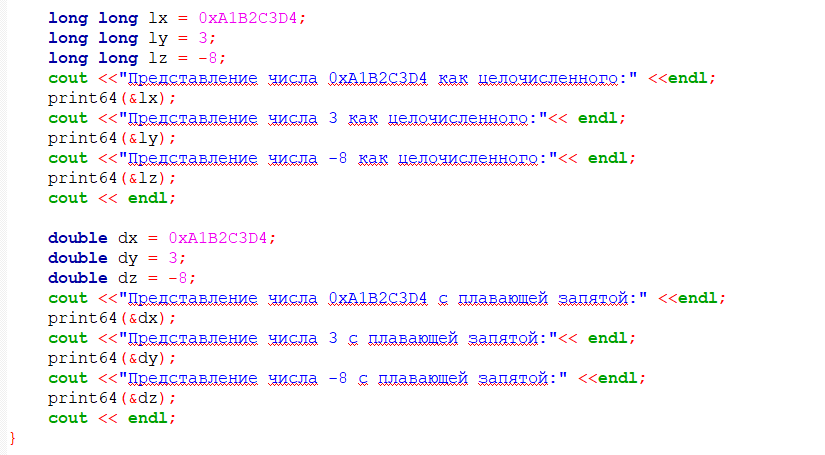 long long lx = 0xA1B2C3D4;
long long ly = 3;
long long lz = -8;
cout <<"Представление числа 0xA1B2C3D4 как целочисленного:" <<endl;
print64(&lx);
cout <<"Представление числа 3 как целочисленного:"<< endl;
print64(&ly);
cout <<"Представление числа -8 как целочисленного:"<< endl;
print64(&lz);
cout << endl;
double dx = 0xA1B2C3D4;
double dy = 3;
double dz = -8;
cout <<"Представление числа 0xA1B2C3D4 с плавающей запятой:" <<endl;
print64(&dx);
cout <<"Представление числа 3 с плавающей запятой:"<< endl;
print64(&dy);
cout <<"Представление числа -8 с плавающей запятой:" <<endl;
print64(&dz);
cout << endl;
}